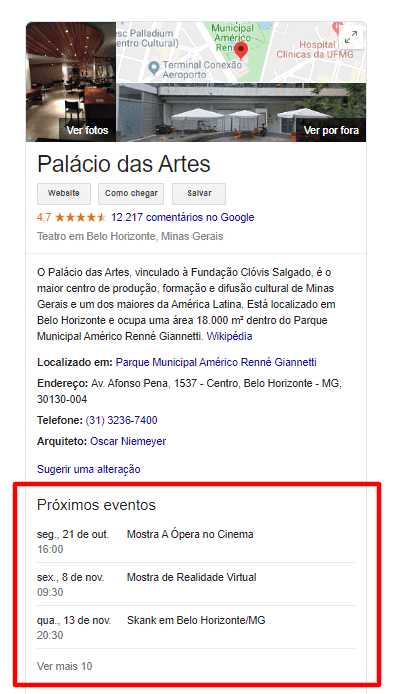 esc Palladium
Centro Cultural)
Municipal
Américo
René
Hospital
Clínicas da UFMG
Terminal Conexão
Aeroporto
Ver fotos
Ver por fora
Palácio das Artes
Website
Como chegar
Salvar
4,7 12.217 comentários no Google
Teatro em Belo Horizonte, Minas Gerais
O Palácio das Artes, vinculado à Fundação Clóvis Salgado, é o
maior centro de produção, formação e difusão cultural de Minas
Gerais e um dos maiores da América Latina. Está localizado em
Belo Horizonte e ocupa uma área 18.000 m² dentro do Parque
Municipal Américo Renné Giannetti. Wikipédia
Localizado em: Parque Municipal Américo Renné Giannetti
Endereço: Av. Afonso Pena, 1537 - Centro, Belo Horizonte - MG,
30130-004
Telefone: (31) 3236-7400
Arquiteto: Oscar Niemeyer
Sugerir uma alteração
Próximos eventos
seg., 21 de out. Mostra A Ópera no Cinema
16:00
sex., 8 de nov. Mostra de Realidade Virtual
09:30
qua., 13 de nov. Skank em Belo Horizonte/MG
20:30
Ver mais 10